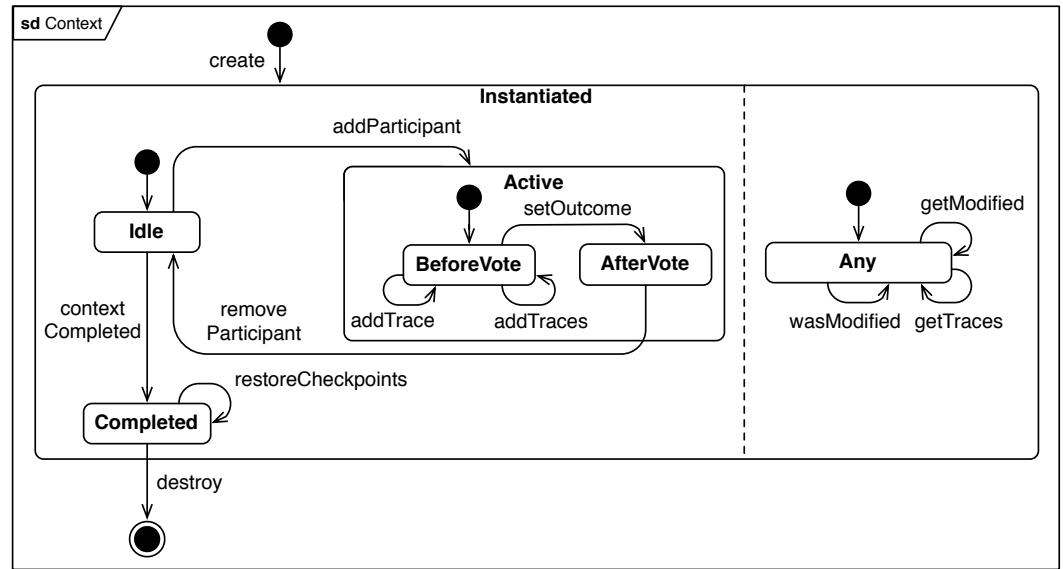 sd Context
create
Instantiated
addParticipant
Active
setOutcome
getModified
Idle
BeforeVote
AfterVote
Any
context
Completed
remove
Participant
addTrace
addTraces
wasModified
getTraces
restoreCheckpoints
Completed
destroy